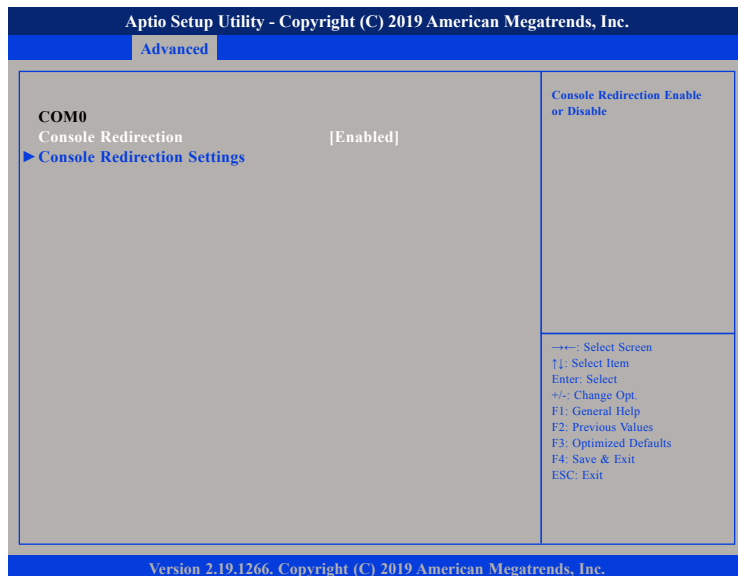 Aptio Setup Utility - Copyright (C) 2019 American Megatrends, Inc.
Advanced
COM0
Console Redirection [Enabled]
►Console Redirection Settings
Console Redirection Enable
or Disable
→←: Select Screen
↑↓: Select Item
Enter: Select
+/-: Change Opt.
F1: General Help
F2: Previous Values
F3: Optimized Defaults
F4: Save & Exit
ESC: Exit
Version 2.19.1266. Copyright (C) 2019 American Megatrends, Inc.